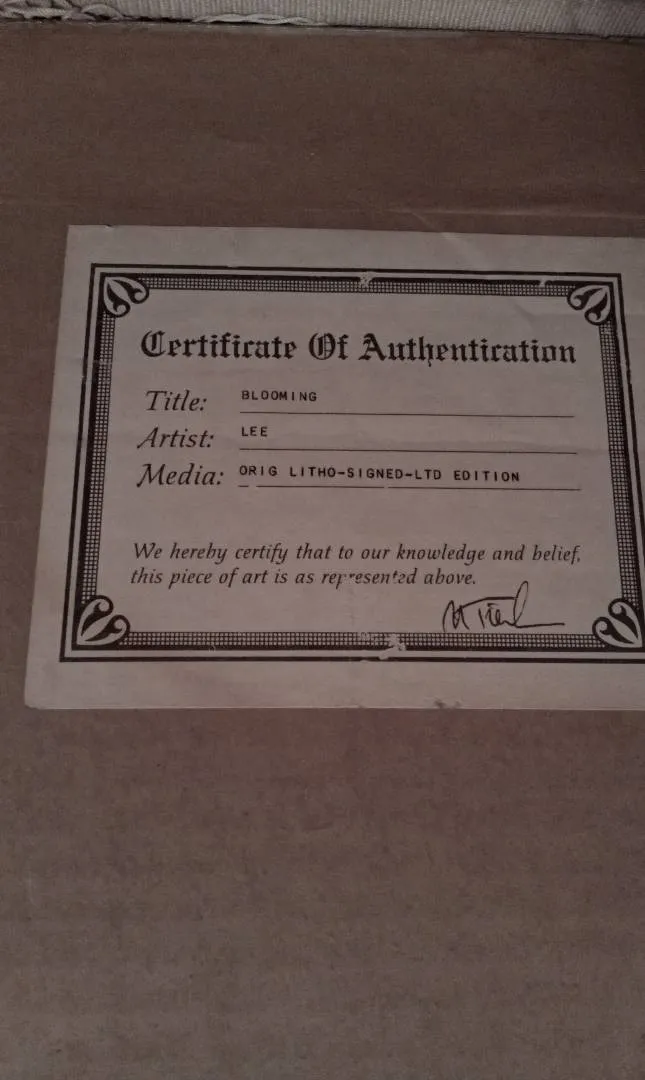 Certificate Of Authentication
Title: BLOOMING
Artist: LEE
Media: ORIG LITHO-SIGNED-LTD EDITION
We hereby certify that to our knowledge and belief,
this piece of art is as represented above.